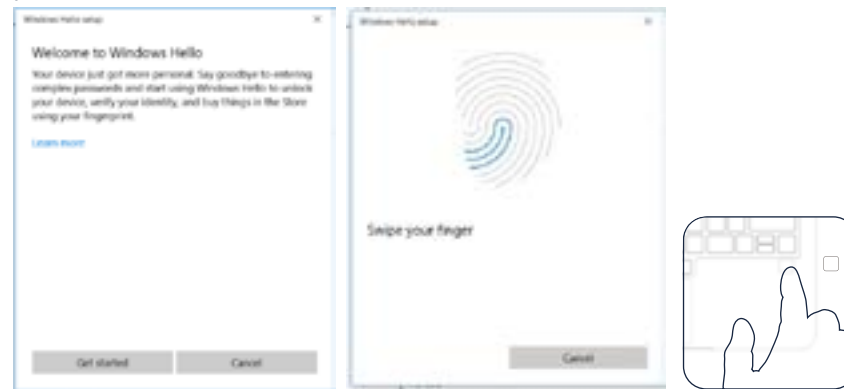 Windows Hello setup
Welcome to Windows Hello
Your device just got more personal. Say goodbye to entering
complex passwords and start using Windows Hello to unlock
your device, verify your identity, and buy things in the Store
using your fingerprint.
Learn more
Get started
Cancel
Windows Hello setup
Swipe your finger
Cancel